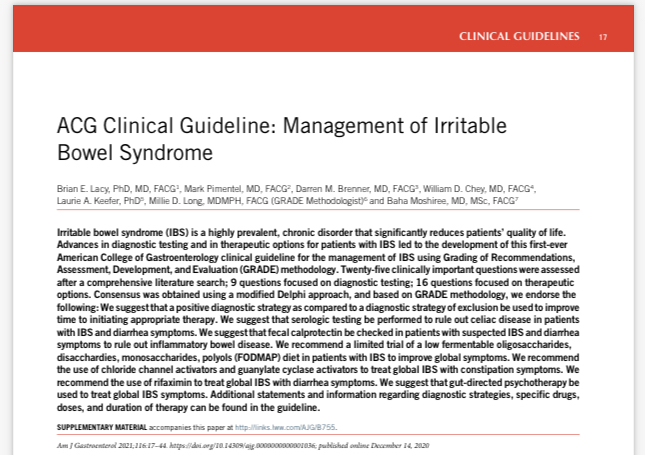 CLINICAL GUIDELINES 17
ACG Clinical Guideline: Management of Irritable
Bowel Syndrome
Brian E. Lacy, PhD, MD, FACG1, Mark Pimentel, MD, FACG2, Darren M. Brenner, MD, FACG3, William D. Chey, MD, FACG4,
Laurie A. Keefer, PhD5, Millie D. Long, MDMPH, FACG (GRADE Methodologist)6 and Baha Moshiree, MD, MSc, FACG7
Irritable bowel syndrome (IBS) is a highly prevalent, chronic disorder that significantly reduces patients' quality of life.
Advances in diagnostic testing and in therapeutic options for patients with IBS led to the development of this first-ever
American College of Gastroenterology clinical guideline for the management of IBS using Grading of Recommendations,
Assessment, Development, and Evaluation (GRADE) methodology. Twenty-five clinically important questions were assessed
after a comprehensive literature search; 9 questions focused on diagnostic testing; 16 questions focused on therapeutic
options. Consensus was obtained using a modified Delphi approach, and based on GRADE methodology, we endorse the
following: We suggest that a positive diagnostic strategy as compared to a diagnostic strategy of exclusion be used to improve
time to initiating appropriate therapy. We suggest that serologic testing be performed to rule out celiac disease in patients
with IBS and diarrhea symptoms. We suggest that fecal calprotectin be checked in patients with suspected IBS and diarrhea
symptoms to rule out inflammatory bowel disease. We recommend a limited trial of a low fermentable oligosaccharides,
disacchardies, monosaccharides, polyols (FODMAP) diet in patients with IBS to improve global symptoms. We recommend
the use of chloride channel activators and guanylate cyclase activators to treat global IBS with constipation symptoms. We
recommend the use of rifaximin to treat global IBS with diarrhea symptoms. We suggest that gut-directed psychotherapy be
used to treat global IBS symptoms. Additional statements and information regarding diagnostic strategies, specific drugs,
doses, and duration of therapy can be found in the guideline.
SUPPLEMENTARY MATERIAL accompanies this paper at http://links.lww.com/AJG/B755.
Am J Gastroenterol 2021;116:17–44. https://doi.org/10.14309/ajg.0000000000001036; published online December 14, 2020